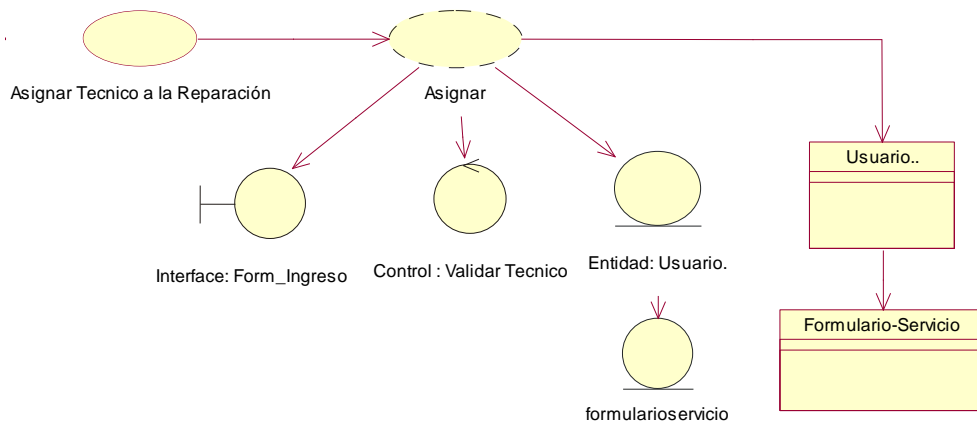 Asignar Tecnico a la Reparación
Asignar
Usuario..
Interface: Form_Ingreso
Control : Validar Tecnico
Entidad: Usuario.
Formulario-Servicio
formularioservicio